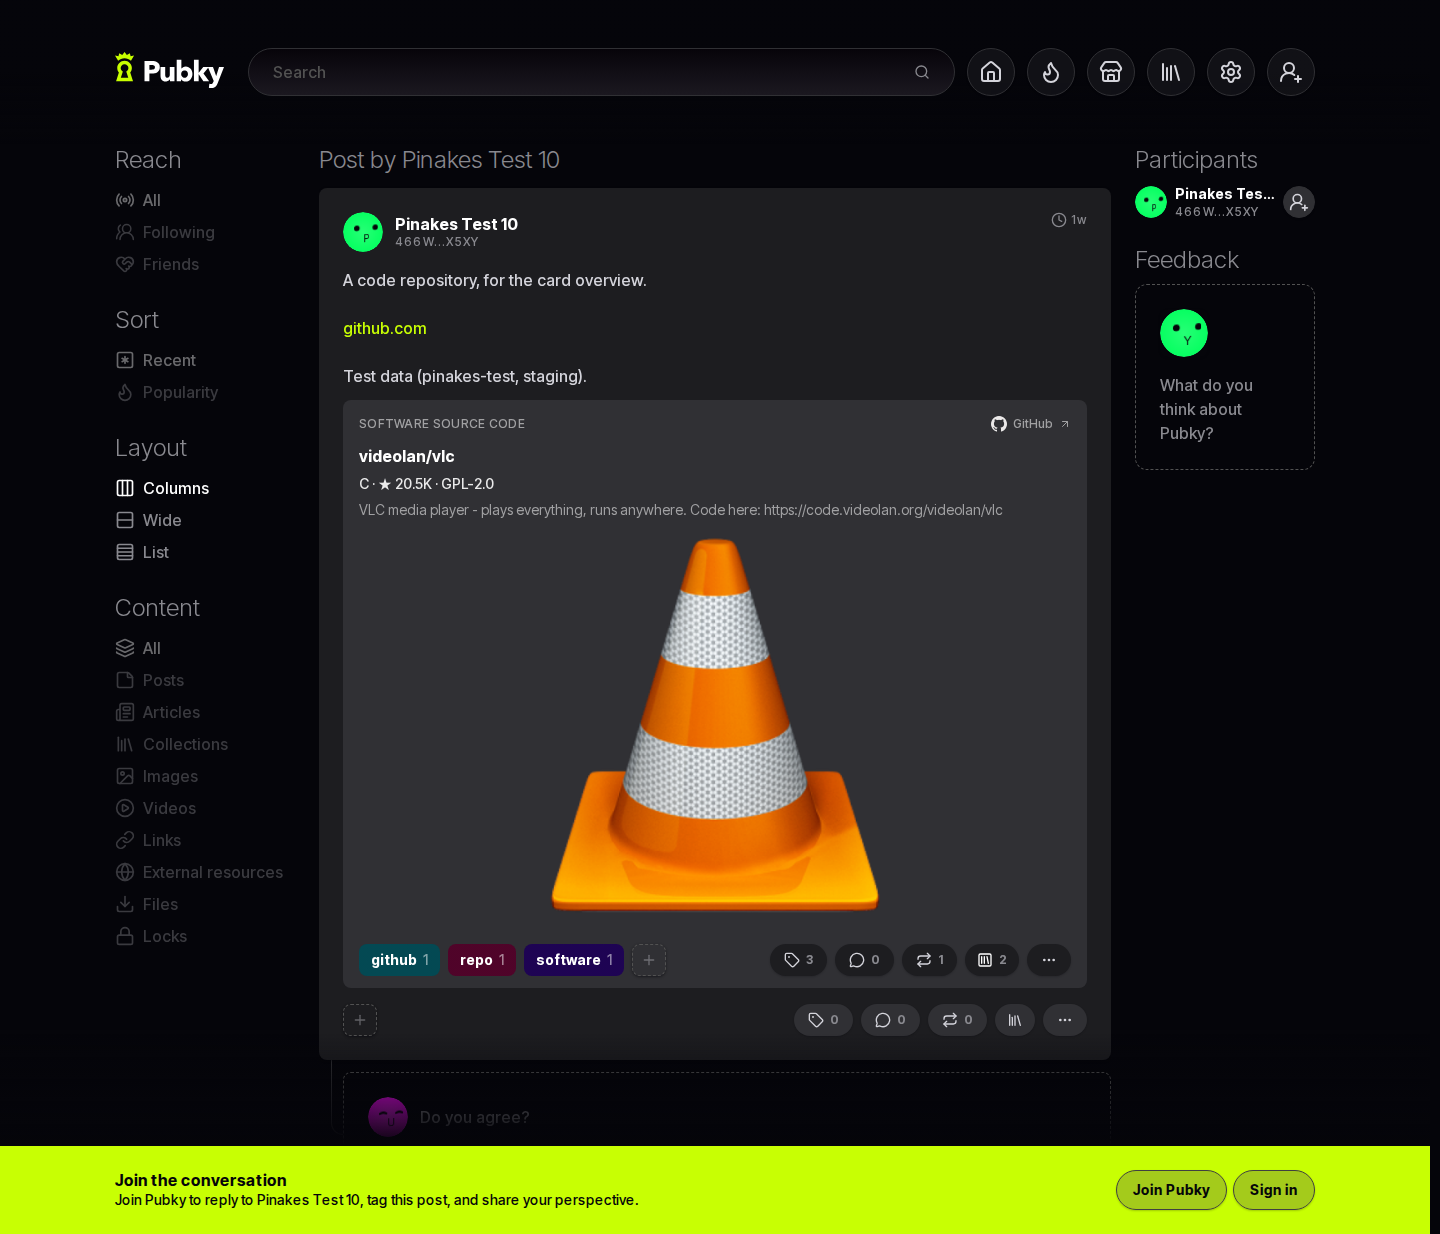 Pubky
Search
Reach
All
Following
Friends
Sort
Recent
Popularity
Layout
Columns
Wide
List
Content
All
Posts
Articles
Collections
Images
Videos
Links
External resources
Files
Locks
Post by Pinakes Test 10
Pinakes Test 10
466W...X5XY
1w
A code repository, for the card overview.
github.com
Test data (pinakes-test, staging).
SOFTWARE SOURCE CODE
GitHub
videolan/vlc
C · ★ 20.5K · GPL-2.0
VLC media player - plays everything, runs anywhere. Code here: https://code.videolan.org/videolan/vlc
github 1
repo 1
software 1
3
0
1
2
0
0
0
Do you agree?
Participants
Pinakes Tes...
466W...X5XY
Feedback
What do you
think about
Pubky?
Join the conversation
Join Pubky to reply to Pinakes Test 10, tag this post, and share your perspective.
Join Pubky
Sign in